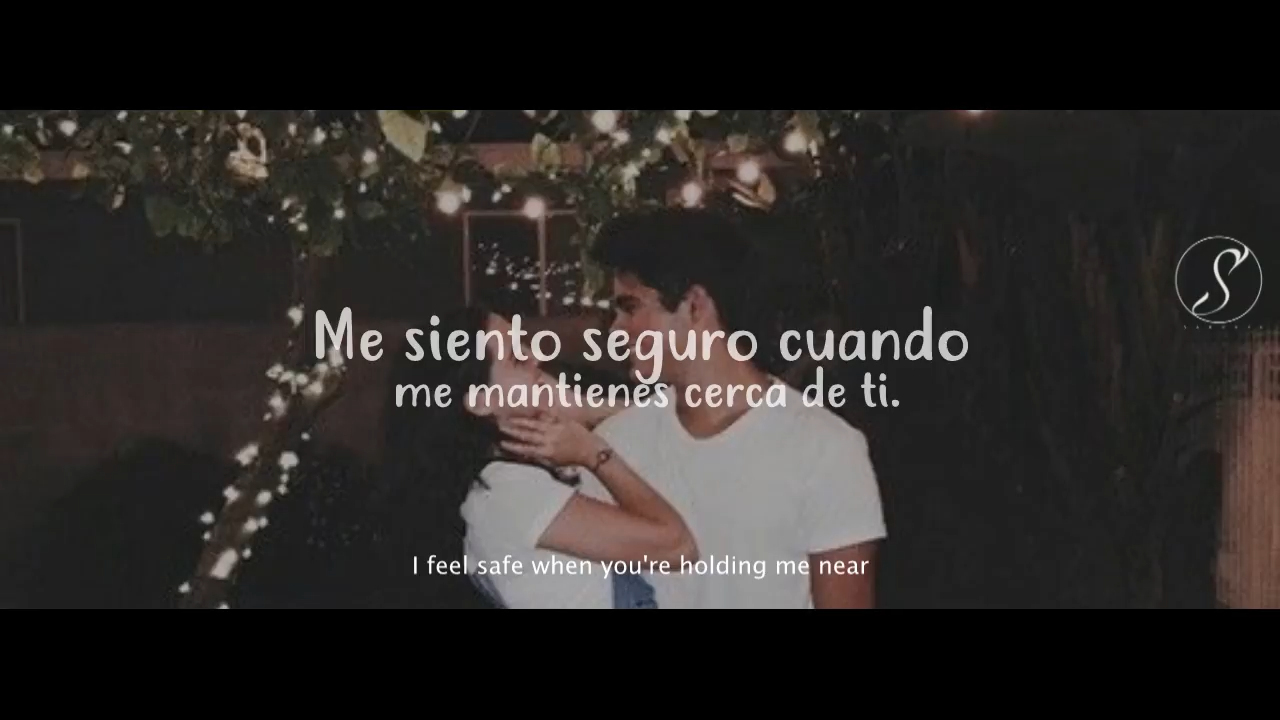 Me siento seguro cuando
me mantienes cerca de ti.
S
I feel safe when you're holding me near